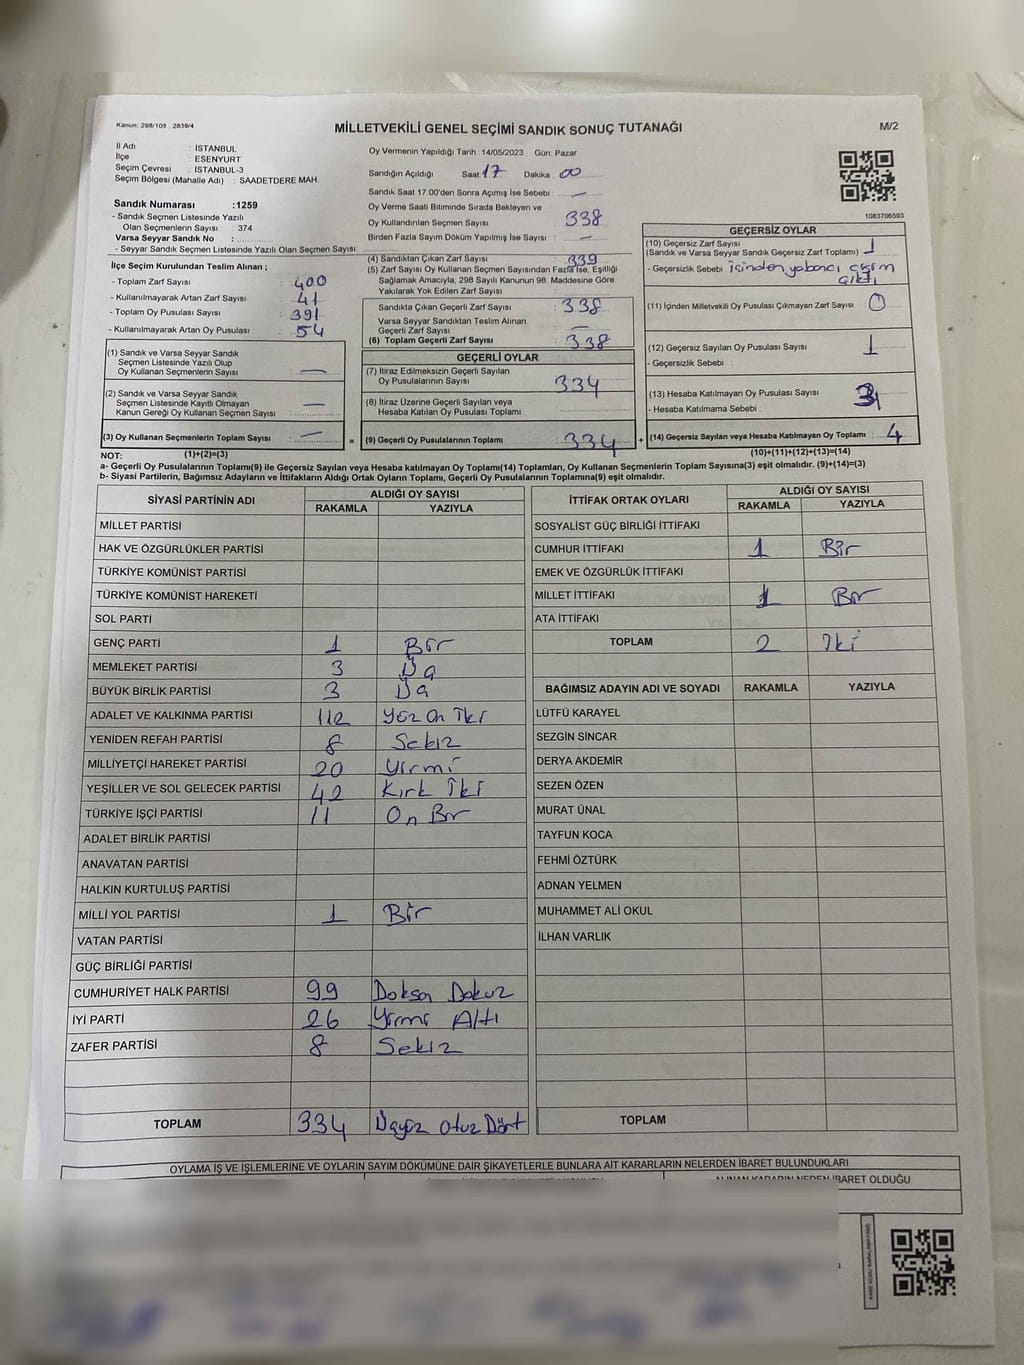 Kanun: 298/105 , 2839/4
MİLLETVEKİLİ GENEL SEÇİMİ SANDIK SONUÇ TUTANAĞI
M/2
İl Adı : İSTANBUL
İlçe : ESENYURT
Seçim Çevresi : İSTANBUL-3
Seçim Bölgesi (Mahalle Adı) : SAADETDERE MAH.
Sandık Numarası :1259
- Sandık Seçmen Listesinde Yazılı
Olan Seçmenlerin Sayısı : 374
Varsa Seyyar Sandık No :
- Seyyar Sandık Seçmen Listesinde Yazılı Olan Seçmen Sayısı:
Oy Vermenin Yapıldığı Tarih :14/05/2023 Gün: Pazar
Sandığın Açıldığı Saat 17 Dakika 00
Sandık Saat 17:00'den Sonra Açımış İse Sebebi : —
Oy Verme Saati Bitiminde Sırada Bekleyen ve
Oy Kullandırılan Seçmen Sayısı : 338
Birden Fazla Sayım Döküm Yapılmış İse Sayısı : —
1083706593
İlçe Seçim Kurulundan Teslim Alınan ;
- Toplam Zarf Sayısı : 400
- Kullanılmayarak Artan Zarf Sayısı : 41
- Toplam Oy Pusulası Sayısı : 391
- Kullanılmayarak Artan Oy Pusulası : 54
(4) Sandıktan Çıkan Zarf Sayısı : 339
(5) Zarf Sayısı Oy Kullanan Seçmen Sayısından Fazla İse, Eşitliği
Sağlamak Amacıyla, 298 Sayılı Kanunun 98. Maddesine Göre
Yakılarak Yok Edilen Zarf Sayısı :
Sandıkta Çıkan Geçerli Zarf Sayısı : 338
Varsa Seyyar Sandıktan Teslim Alınan
Geçerli Zarf Sayısı : —
(6) Toplam Geçerli Zarf Sayısı : 338
GEÇERSİZ OYLAR
(10) Geçersiz Zarf Sayısı
(Sandık ve Varsa Seyyar Sandık Geçersiz Zarf Toplamı) : 1
- Geçersizlik Sebebi : içinden yabancı
çıktı
(11) İçinden Milletvekili Oy Pusulası Çıkmayan Zarf Sayısı : 0
(12) Geçersiz Sayılan Oy Pusulası Sayısı : 1
- Geçersizlik Sebebi :
(13) Hesaba Katılmayan Oy Pusulası Sayısı : 3
- Hesaba Katılmama Sebebi :
(14) Geçersiz Sayılan veya Hesaba Katılmayan Oy Toplamı : 4
(10)+(11)+(12)+(13)=(14)
(1) Sandık ve Varsa Seyyar Sandık
Seçmen Listesinde Yazılı Olup
Oy Kullanan Seçmenlerin Sayısı : —
(2) Sandık ve Varsa Seyyar Sandık
Seçmen Listesinde Kayıtlı Olmayan
Kanun Gereği Oy Kullanan Seçmen Sayısı : —
(3) Oy Kullanan Seçmenlerin Toplam Sayısı : — =
GEÇERLİ OYLAR
(7) İtiraz Edilmeksizin Geçerli Sayılan
Oy Pusulalarının Sayısı : 334
(8) İtiraz Üzerine Geçerli Sayılan veya
Hesaba Katılan Oy Pusulası Toplamı :
(9) Geçerli Oy Pusulalarının Toplamı : 334 +
NOT: (1)+(2)=(3)
a- Geçerli Oy Pusulalarının Toplamı(9) ile Geçersiz Sayılan veya Hesaba katılmayan Oy Toplamı(14) Toplamları, Oy Kullanan Seçmenlerin Toplam Sayısına(3) eşit olmalıdır. (9)+(14)=(3)
b- Siyasi Partilerin, Bağımsız Adayların ve İttifakların Aldığı Ortak Oyların Toplamı, Geçerli Oy Pusulalarının Toplamına(9) eşit olmalıdır.
SİYASİ PARTİNİN ADI ALDIĞI OY SAYISI
RAKAMLA YAZIYLA
MİLLET PARTİSİ
HAK VE ÖZGÜRLÜKLER PARTİSİ
TÜRKİYE KOMÜNİST PARTİSİ
TÜRKİYE KOMÜNİST HAREKETİ
SOL PARTİ
GENÇ PARTİ 1 Bir
MEMLEKET PARTİSİ 3 Üç
BÜYÜK BİRLİK PARTİSİ 3 Üç
ADALET VE KALKINMA PARTİSİ 112 Yüz On İki
YENİDEN REFAH PARTİSİ 8 Sekiz
MİLLİYETÇİ HAREKET PARTİSİ 20 Yirmi
YEŞİLLER VE SOL GELECEK PARTİSİ 42 Kırk İki
TÜRKİYE İŞÇİ PARTİSİ 11 On Bir
ADALET BİRLİK PARTİSİ
ANAVATAN PARTİSİ
HALKIN KURTULUŞ PARTİSİ
MİLLİ YOL PARTİSİ 1 Bir
VATAN PARTİSİ
GÜÇ BİRLİĞİ PARTİSİ
CUMHURİYET HALK PARTİSİ 99 Doksan Dokuz
İYİ PARTİ 26 Yirmi Altı
ZAFER PARTİSİ 8 Sekiz
TOPLAM 334 Üçyüz Otuz Dört
İTTİFAK ORTAK OYLARI ALDIĞI OY SAYISI
RAKAMLA YAZIYLA
SOSYALİST GÜÇ BİRLİĞİ İTTİFAKI
CUMHUR İTTİFAKI 1 Bir
EMEK VE ÖZGÜRLÜK İTTİFAKI
MİLLET İTTİFAKI 1 Bir
ATA İTTİFAKI
TOPLAM 2 İki
BAĞIMSIZ ADAYIN ADI VE SOYADI RAKAMLA YAZIYLA
LÜTFÜ KARAYEL
SEZGİN SİNCAR
DERYA AKDEMİR
SEZEN ÖZEN
MURAT ÜNAL
TAYFUN KOCA
FEHMİ ÖZTÜRK
ADNAN YELMEN
MUHAMMET ALİ OKUL
İLHAN VARLIK
TOPLAM
OYLAMA İŞ VE İŞLEMLERİNE VE OYLARIN SAYIM DÖKÜMÜNE DAİR ŞİKAYETLERLE BUNLARA AİT KARARLARIN NELERDEN İBARET BULUNDUKLARI
ALINAN KARARIN NEDEN İBARET OLDUĞU